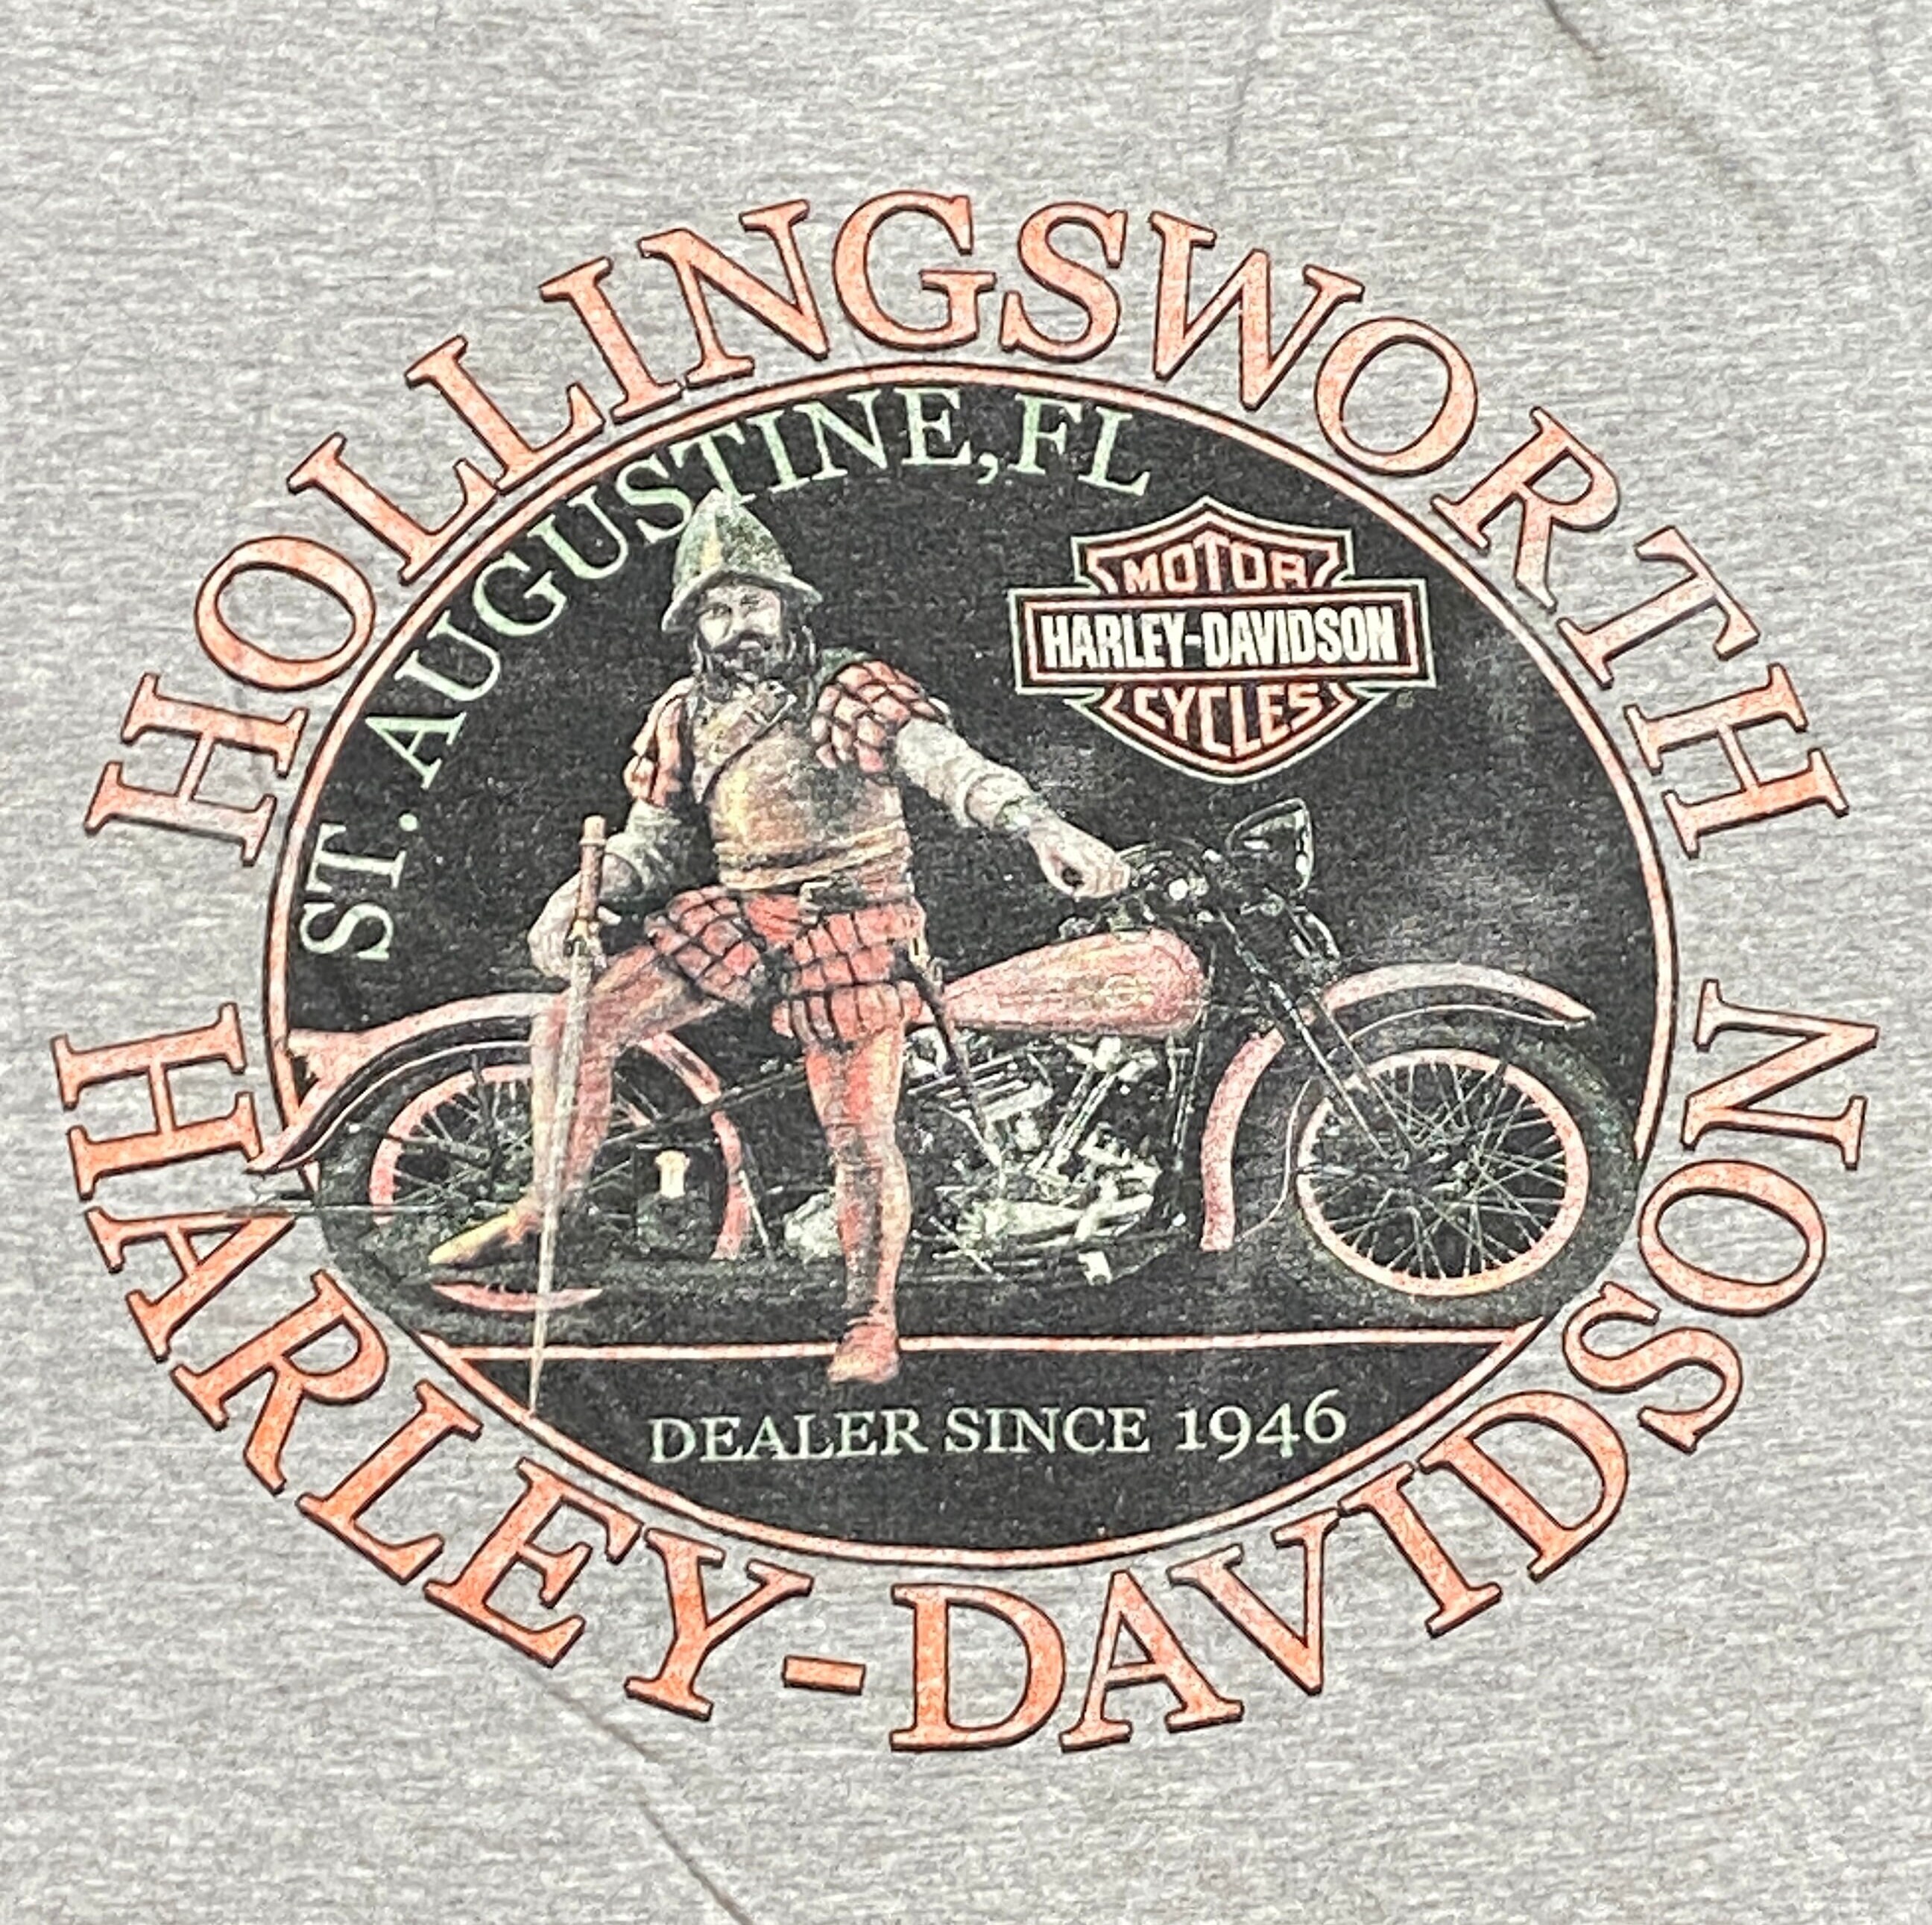 HOLLINGSWORTH
ST. AUGUSTINE, FL
MOTOR
HARLEY-DAVIDSON
CYCLES
DEALER SINCE 1946
HARLEY-DAVIDSON